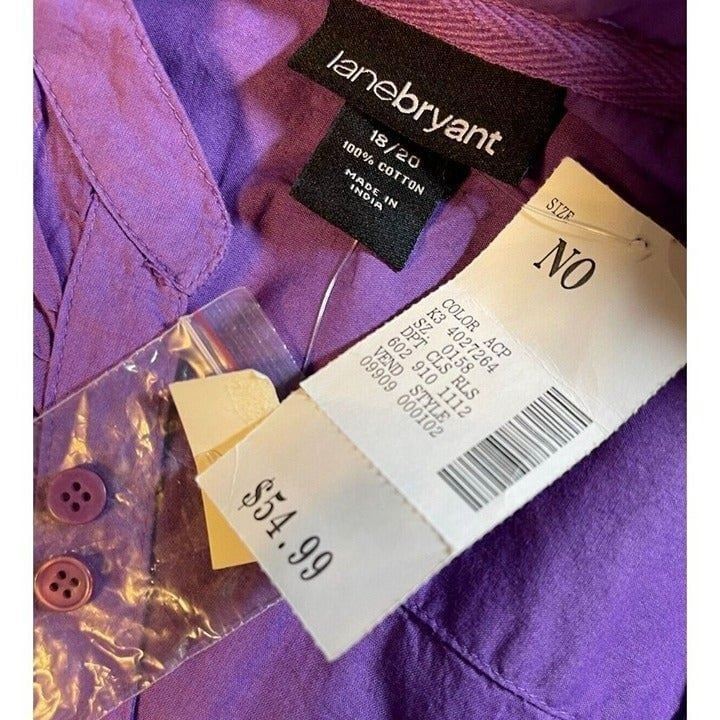 lanebryant
18/20
100% COTTON
MADE IN
INDIA
SIZE
NO
COLOR ACP
K3 4027264
SZ. 0158
DPT CLS RLS
602 910 1112
VEND STYLE
09909 000102
$54.99